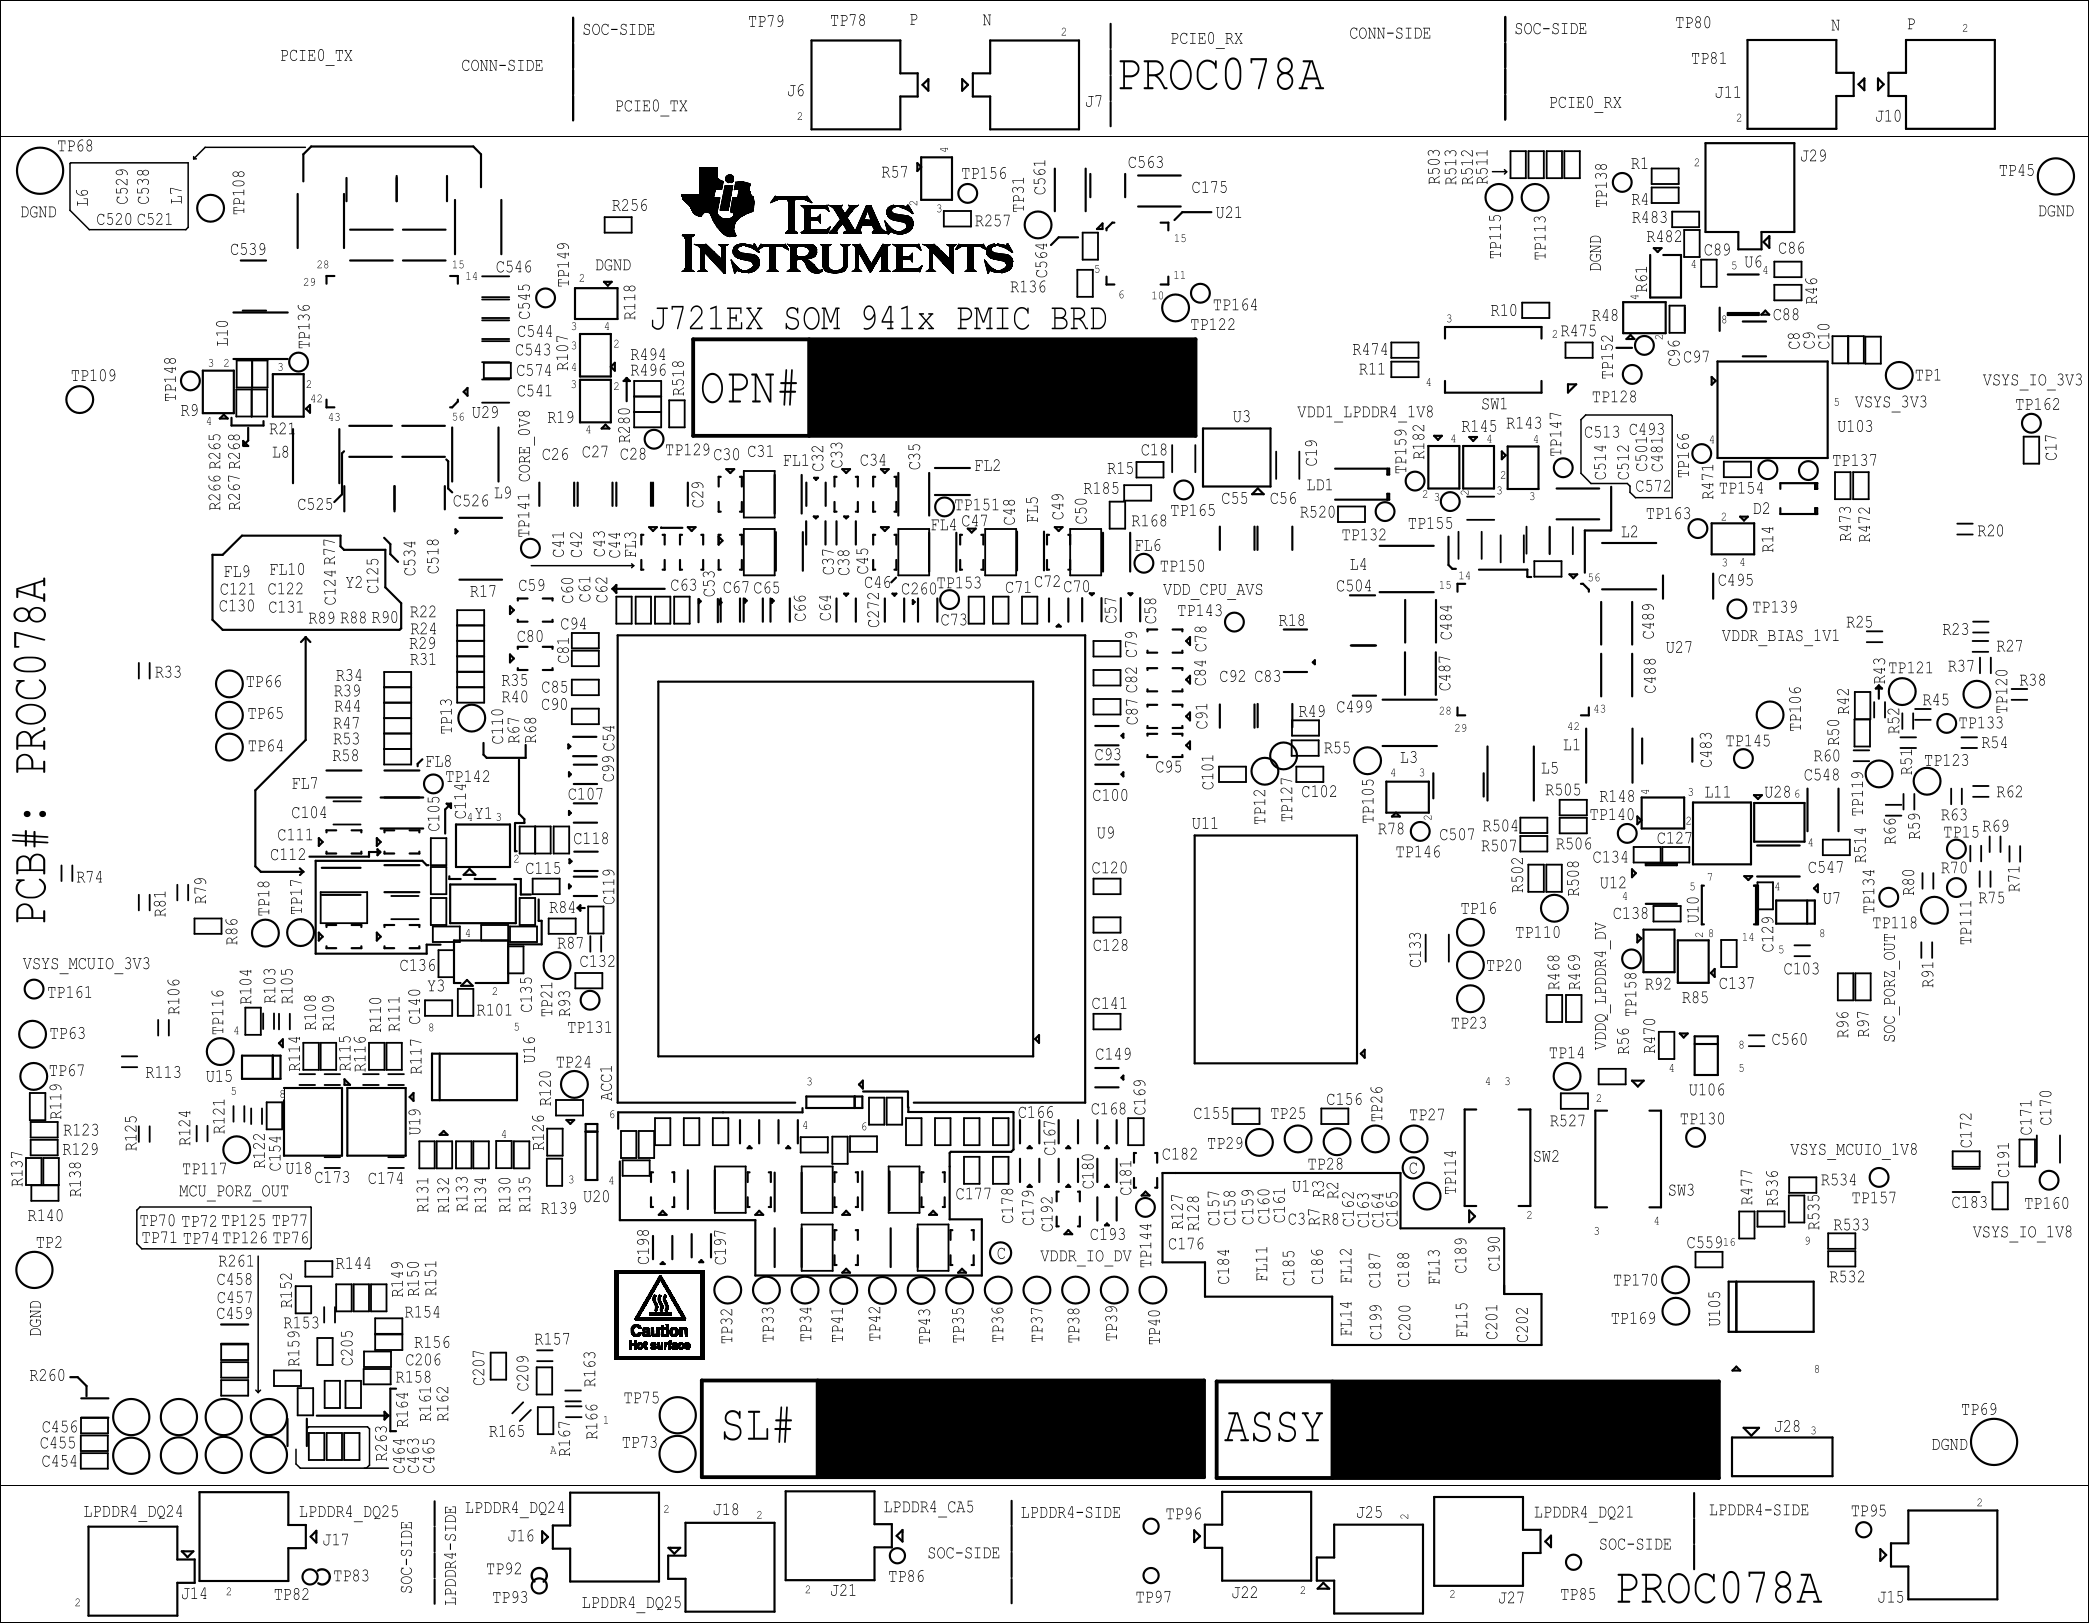 PCIE0_TX
CONN-SIDE
SOC-SIDE
PCIE0_TX
TP79
TP78
P
N
J6
J7
PCIE0_RX
PROC078A
CONN-SIDE
SOC-SIDE
PCIE0_RX
TP80
TP81
N
P
J11
J10
TP68
DGND
L6
C529
C538
L7
C520 C521
TP108
C539
R256
TEXAS
INSTRUMENTS
J721EX SOM 941x PMIC BRD
R57
TP156
R257
TP31
C561
C563
C175
U21
C564
R136
TP164
TP122
R503
R513
R512
R511
TP115
TP113
TP138
R1
R4
R483
R482
DGND
J29
TP45
DGND
C89
U6
C86
R61
R46
C88
R48
C96
C97
C8
C9
C10
TP152
TP128
TP1
VSYS_3V3
VSYS_IO_3V3
TP162
C17
U103
TP109
TP148
R9
L10
TP136
R21
R266
R265
R267
R268
L8
C525
C526
L9
U29
C546
C545
C544
C543
C574
C541
TP149
DGND
R118
R107
R19
R280
R494
R496
R518
TP129
OPN#
TP141
CORE_0V8
C26
C27
C28
C29
C30
C31
FL1
C32
C33
C34
C35
FL2
TP151
C18
R15
R185
R168
TP165
U3
C19
C55
C56
VDD1_LPDDR4_1V8
LD1
TP159
R182
R145
R143
TP147
R474
R11
R10
R475
SW1
R520
TP132
TP155
C513
C493
C514
C512
C501
C481
C572
TP166
R471
TP154
TP137
D2
R14
R473
R472
R20
TP163
L2
L4
C504
C495
TP139
VDDR_BIAS_1V1
C484
C489
C487
C488
U27
C499
L3
L1
L5
C483
TP145
TP106
PCB#: PROC078A
FL9
FL10
C121
C122
C130
C131
C124
R77
Y2
C125
R89 R88 R90
C534
C518
R17
R22
R24
R29
R31
R33
TP66
TP65
TP64
R34
R39
R44
R47
R53
R58
TP13
C110
R67
R68
R35
R40
FL7
FL8
TP142
C104
C105
C114
Y1
C111
C112
C115
C59
C80
C94
C81
C85
C90
C54
C99
C107
C118
C119
C41
C42
C43
C44
FL3
C60
C61
C62
C63
C53
C67
C65
C66
C64
C37
C38
C45
C46
C272
C260
C73
FL4
C47
C48
FL5
C49
C50
TP153
C71
C72
C70
C57
C58
FL6
TP150
VDD_CPU_AVS
TP143
R18
C79
C82
C87
C78
C84
C91
C92
C83
C93
C95
C100
C101
R49
R55
TP12
TP127
C102
TP105
R78
TP146
C507
U9
U11
C120
C128
C141
C149
R505
R504
R507
R506
R502
R508
TP110
R148
TP140
C134
C127
L11
U28
C548
R514
C547
U12
C138
U10
C129
U7
C103
R92
R85
C137
TP158
VDDQ_LPDDR4_DV
R468
R469
R56
R470
C133
TP16
TP20
TP23
TP14
R527
U106
C560
SOC_PORZ_OUT
R96
R97
R91
TP134
TP118
TP111
R80
R70
R75
R71
R69
TP15
R63
R62
R59
R66
TP119
TP123
R60
R51
R54
R50
R42
R43
TP121
R52
R45
TP133
TP120
R38
R37
R27
R23
R25
R74
R81
R79
R86
TP18
TP17
VSYS_MCUIO_3V3
TP161
TP63
TP67
R106
R113
TP116
R104
R103
R105
R108
R109
R110
R111
C140
C136
Y3
R101
C135
TP21
R84
R87
R93
C132
TP131
U16
U15
R114
R115
R116
R117
R119
R123
R129
R137
R138
R140
R125
R124
R121
R122
C154
TP117
U18
C173
C174
U19
MCU_PORZ_OUT
R131
R132
R133
R134
R130
R135
R120
R126
R139
U20
TP24
ACC1
TP2
DGND
TP70 TP72 TP125 TP77
TP71 TP74 TP126 TP76
R261
C458
C457
C459
R144
R152
R153
R159
C205
R149
R150
R151
R154
R156
C206
R158
R164
R161
R162
R263
C464
C463
C465
R260
C456
C455
C454
C207
C209
R157
R163
R165
R167
R166
C166
C167
C168
C169
C177
C178
C179
C192
C180
C181
C193
C182
TP144
VDDR_IO_DV
C198
C197
Caution
Hot surface
TP32
TP33
TP34
TP41
TP42
TP43
TP35
TP36
TP37
TP38
TP39
TP40
C155
TP25
C156
TP26
TP27
TP29
TP28
TP114
R127
R128
C176
C157
C158
C159
C160
C161
U1
R3
R2
C3
R7
R8
C162
C163
C164
C165
C184
FL11
C185
C186
FL12
C187
C188
FL13
C189
C190
FL14
C199
C200
FL15
C201
C202
SW2
SW3
TP130
VSYS_MCUIO_1V8
TP157
R477
R536
R534
R535
R533
R532
C559
TP170
TP169
U105
C172
C171
C170
C191
C183
TP160
VSYS_IO_1V8
TP75
TP73
SL#
ASSY
J28
TP69
DGND
LPDDR4_DQ24
J14
LPDDR4_DQ25
J17
TP82
TP83
SOC-SIDE
LPDDR4-SIDE
LPDDR4_DQ24
J16
TP92
TP93
LPDDR4_DQ25
J18
J21
LPDDR4_CA5
SOC-SIDE
TP86
LPDDR4-SIDE
TP96
TP97
J22
J25
J27
LPDDR4_DQ21
SOC-SIDE
TP85
PROC078A
LPDDR4-SIDE
TP95
J15